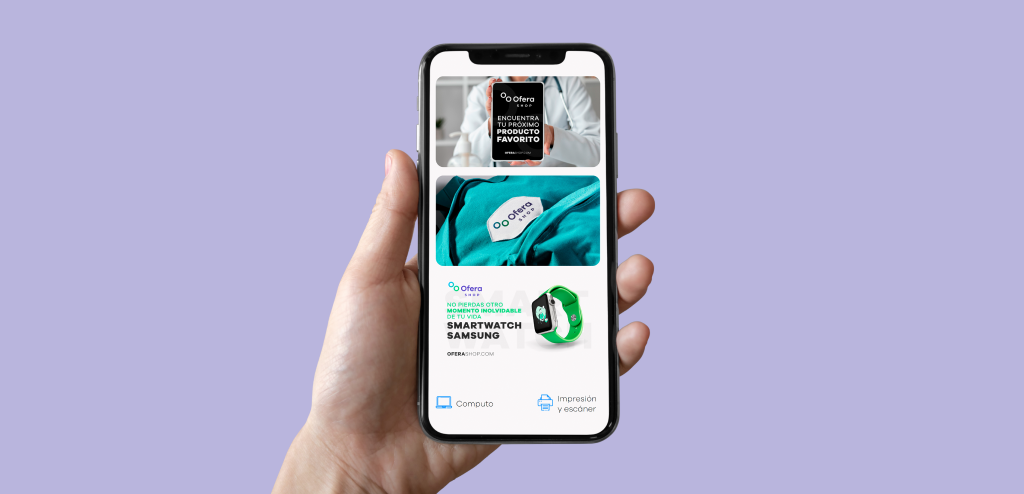 Ofera
SHOP
ENCUENTRA
TU PRÓXIMO
PRODUCTO
FAVORITO
OFERASHOP.COM
Ofera
SHOP
Ofera
SHOP
NO PIERDAS OTRO
MOMENTO INOLVIDABLE
DE TU VIDA
SMARTWATCH
SAMSUNG
OFERASHOP.COM
Computo
Impresión
y escáner